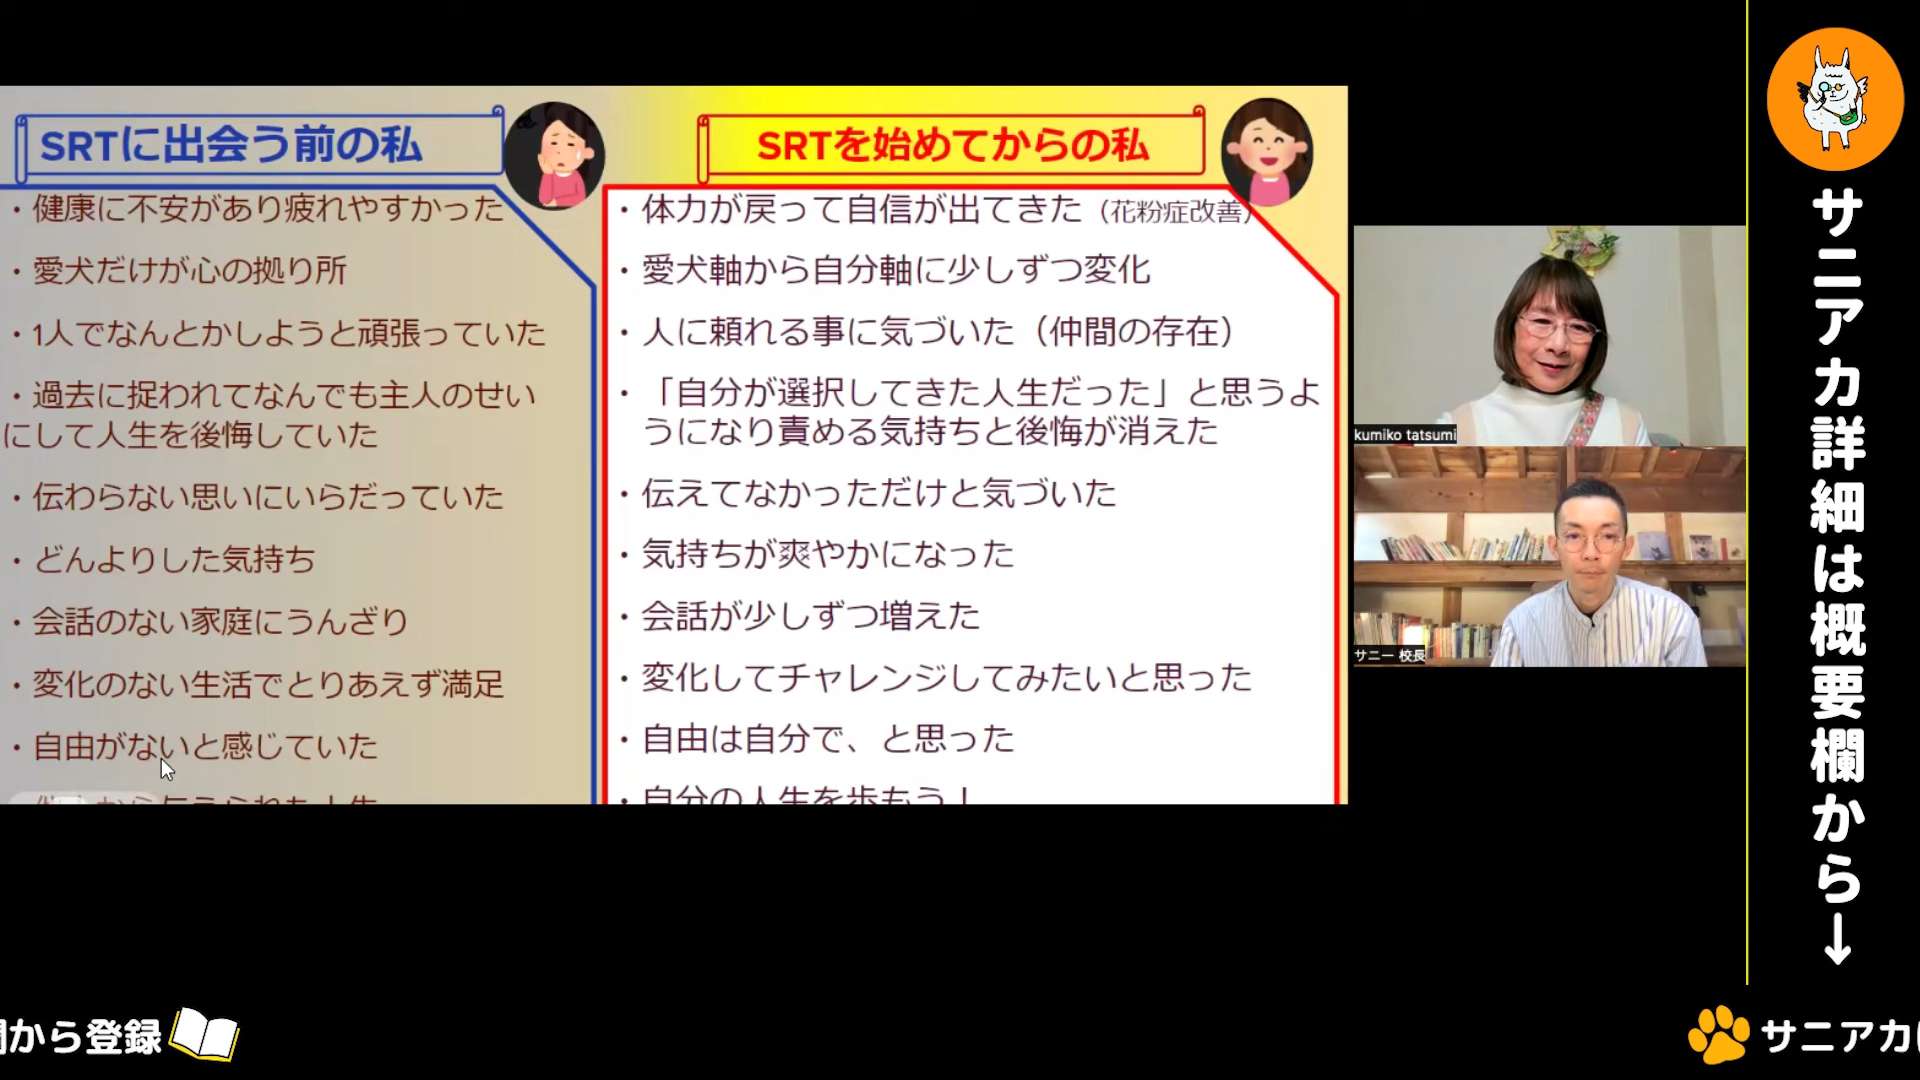 SRTに出会う前の私
・健康に不安があり疲れやすかった
・愛犬だけが心の拠り所
・1人でなんとかしようと頑張っていた
・過去に捉われてなんでも主人のせい
にして人生を後悔していた
・伝わらない思いにいらだっていた
・どんよりした気持ち
・会話のない家庭にうんざり
・変化のない生活でとりあえず満足
・自由がないと感じていた
SRTを始めてからの私
・体力が戻って自信が出てきた（花粉症改善）
・愛犬軸から自分軸に少しずつ変化
・人に頼れる事に気づいた（仲間の存在）
・「自分が選択してきた人生だった」と思うよ
うになり責める気持ちと後悔が消えた
・伝えてなかっただけと気づいた
・気持ちが爽やかになった
・会話が少しずつ増えた
・変化してチャレンジしてみたいと思った
・自由は自分で、と思った
・自分の人生を歩もう！
kumiko tatsumi
サニー 校長
サニアカ詳細は概要欄から↓
から登録
サニアカ